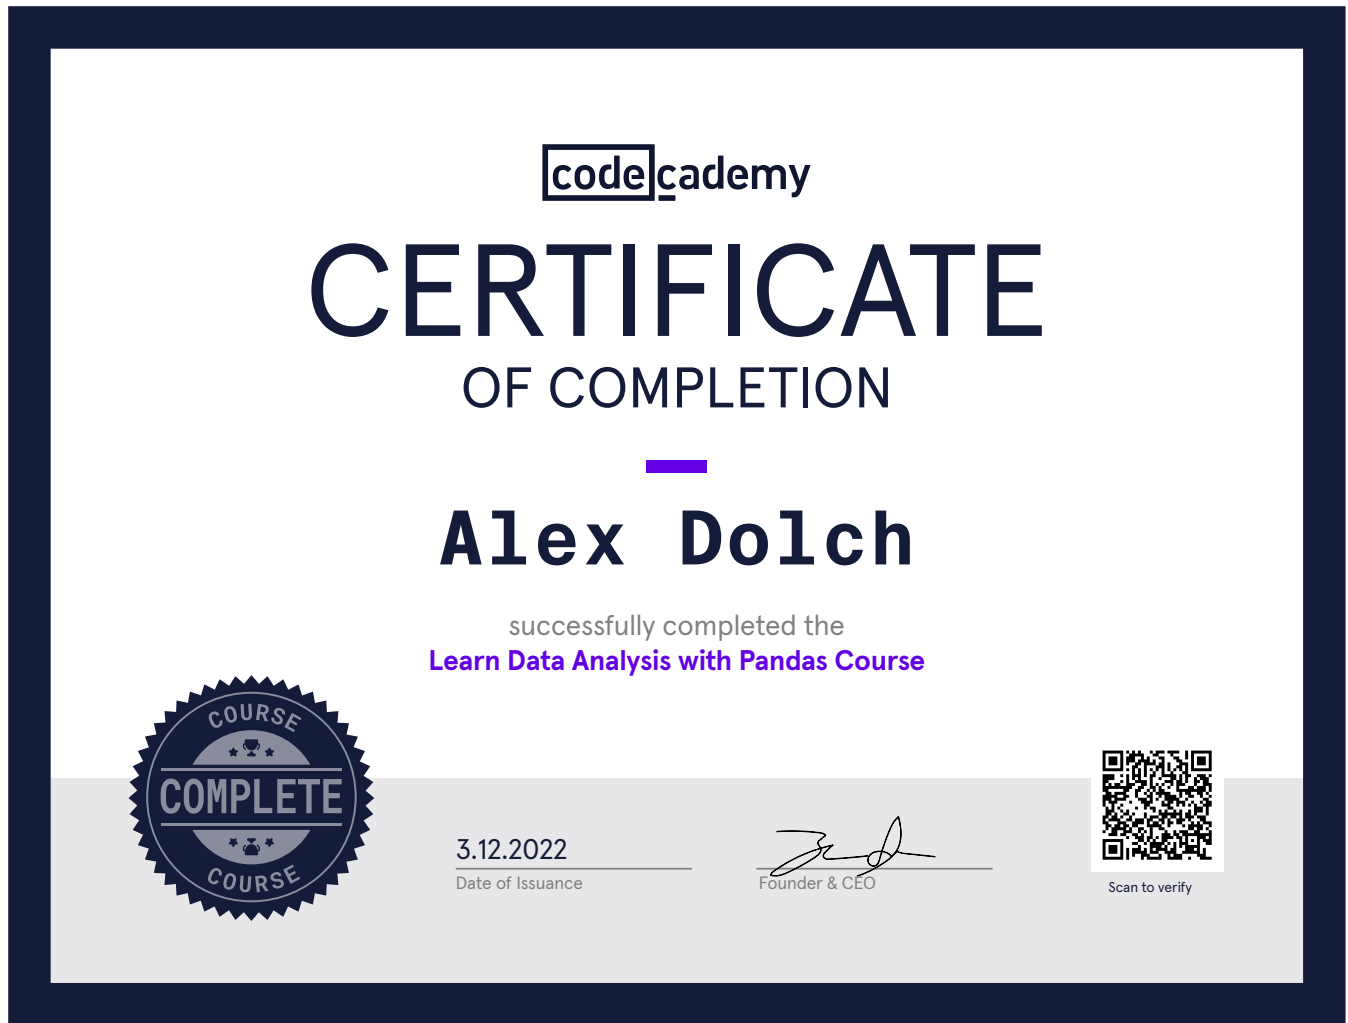 codecademy
CERTIFICATE
OF COMPLETION
Alex Dolch
successfully completed the
Learn Data Analysis with Pandas Course
COURSE
COMPLETE
COURSE
3.12.2022
Date of Issuance
Founder & CEO
Scan to verify